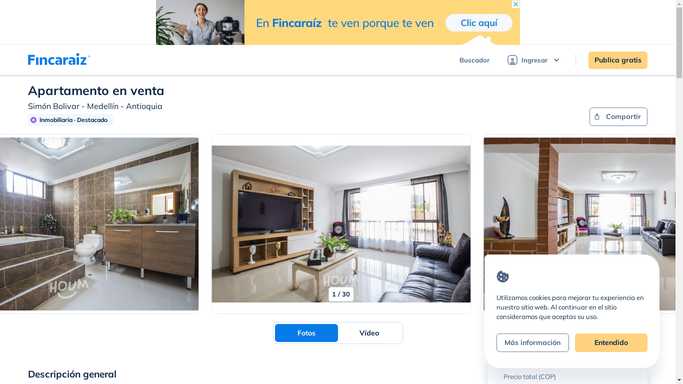 En Fincaraíz te ven porque te ven
Clic aquí
Fincaraiz
Buscador
Ingresar
Publica gratis
Apartamento en venta
Simón Bolívar - Medellín - Antioquia
Inmobiliaria · Destacado
Compartir
HOUM
HOUM
1 / 30
Utilizamos cookies para mejorar tu experiencia en
nuestro sitio web. Al continuar en el sitio
consideramos que aceptas su uso.
Más información
Entendido
Fotos
Vídeo
Descripción general
Precio total (COP)